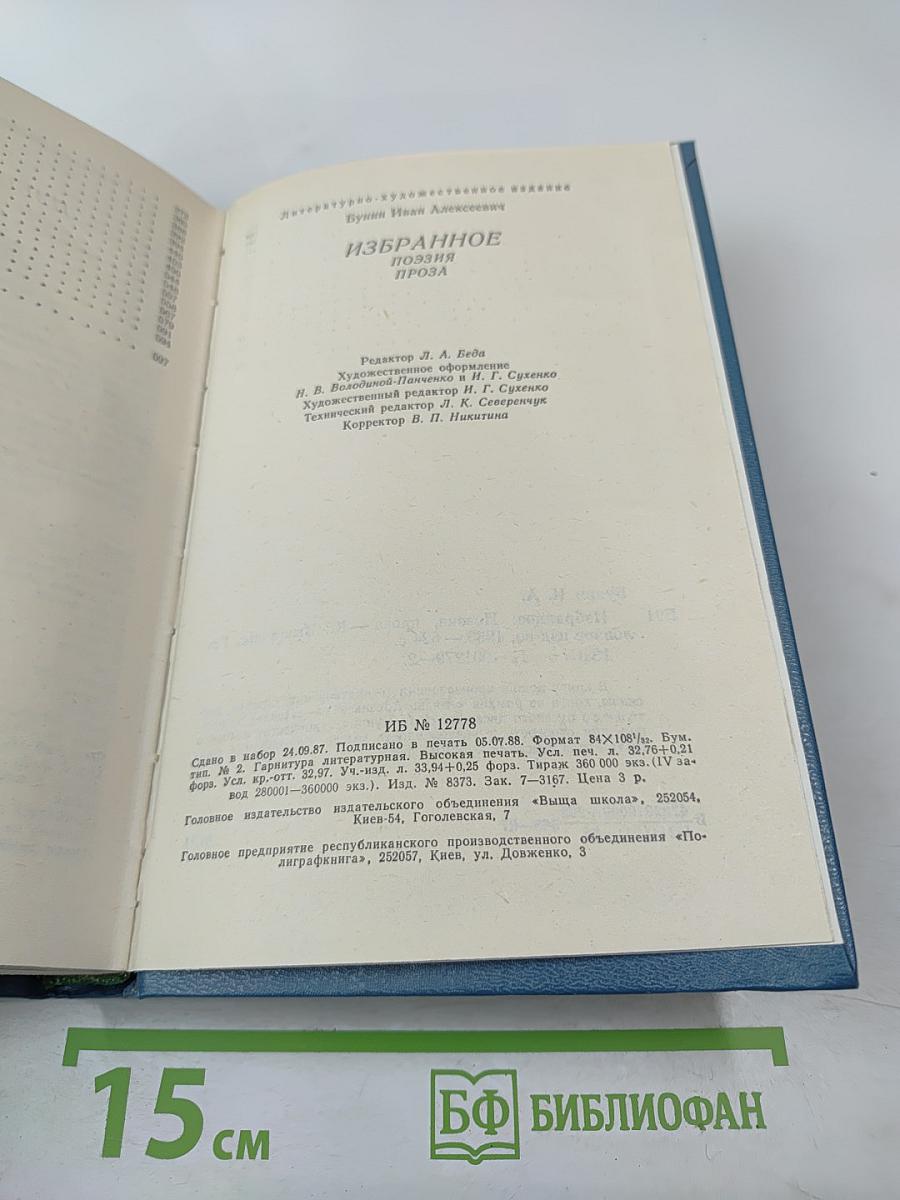 Литературно-художественное издание
Бунин Иван Алексеевич
ИЗБРАННОЕ
ПОЭЗИЯ
ПРОЗА
Редактор Л. А. Беда
Художественное оформление
Н. В. Володиной-Панченко и И. Г. Сухенко
Художественный редактор И. Г. Сухенко
Технический редактор Л. К. Северенчук
Корректор В. П. Никитина
ИБ № 12778
Сдано в набор 24.09.87. Подписано в печать 05.07.88. Формат 84×108¹/₃₂. Бум.
тип. № 2. Гарнитура литературная. Высокая печать. Усл. печ. л. 32,76+0,21
форз. Усл. кр.-отт. 32,97. Уч.-изд. л. 33,94+0,25 форз. Тираж 360 000 экз. (IV за-
вод 280001—360000 экз.). Изд. № 8373. Зак. 7—3167. Цена 3 р.
Головное издательство издательского объединения «Выща школа», 252054,
Киев-54, Гоголевская, 7
Головное предприятие республиканского производственного объединения «По-
лиграфкнига», 252057, Киев, ул. Довженко, 3
15 см
БФ БИБЛИОФАН